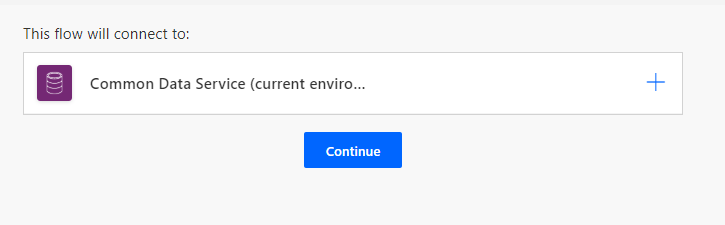 This flow will connect to:
Common Data Service (current enviro...
Continue